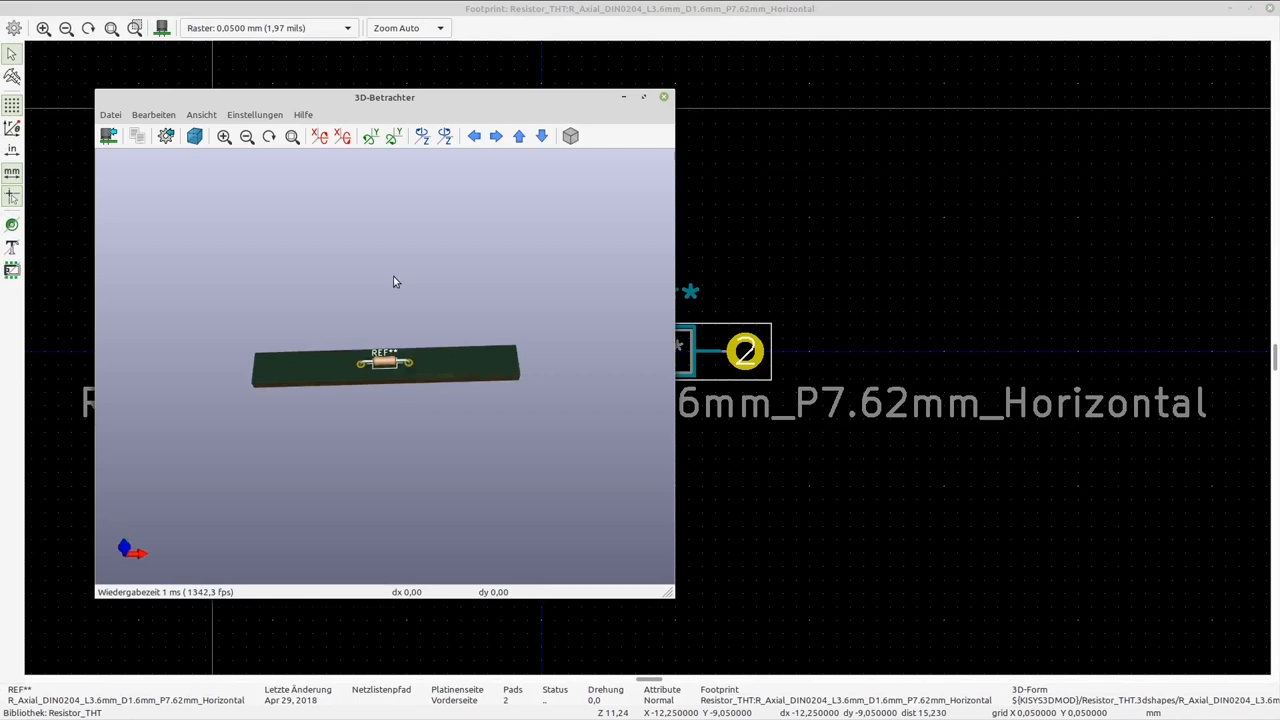 Footprint: Resistor_THT:R_Axial_DIN0204_L3.6mm_D1.6mm_P7.62mm_Horizontal
Raster: 0,0500 mm (1,97 mils)
Zoom Auto
3D-Betrachter
Datei Bearbeiten Ansicht Einstellungen Hilfe
in
mm
REF**
2
6mm_P7.62mm_Horizontal
Wiedergabezeit 1 ms ( 1342,3 fps) dx 0,00 dy 0,00
REF** Letzte Änderung Netzlistenpfad Platinenseite Pads Status Drehung Attribute Footprint 3D-Form
R_Axial_DIN0204_L3.6mm_D1.6mm_P7.62mm_Horizontal Apr 29, 2018 Vorderseite 2 .. 0,0 Normal Resistor_THT:R_Axial_DIN0204_L3.6mm_D1.6mm_P7.62mm_Horizontal ${KISYS3DMOD}/Resistor_THT.3dshapes/R_Axial_DIN0204_L3.6m
Bibliothek: Resistor_THT Z 11,24 X -12,250000 Y -9,050000 dx -12,250000 dy -9,050000 dist 15,230 grid X 0,050000 Y 0,050000 mm